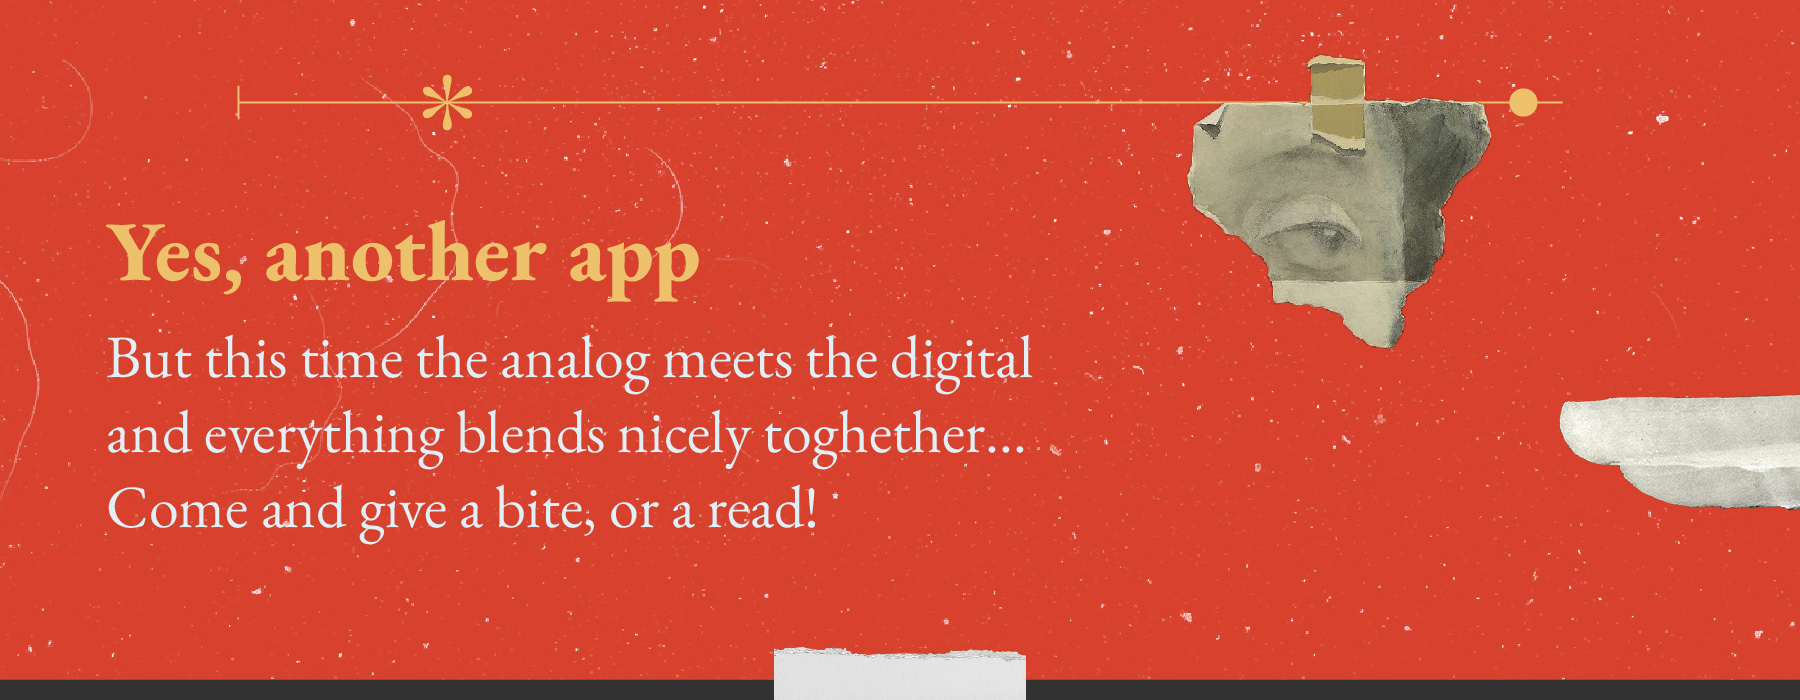 Yes, another app
But this time the analog meets the digital
and everything blends nicely toghether...
Come and give a bite, or a read!